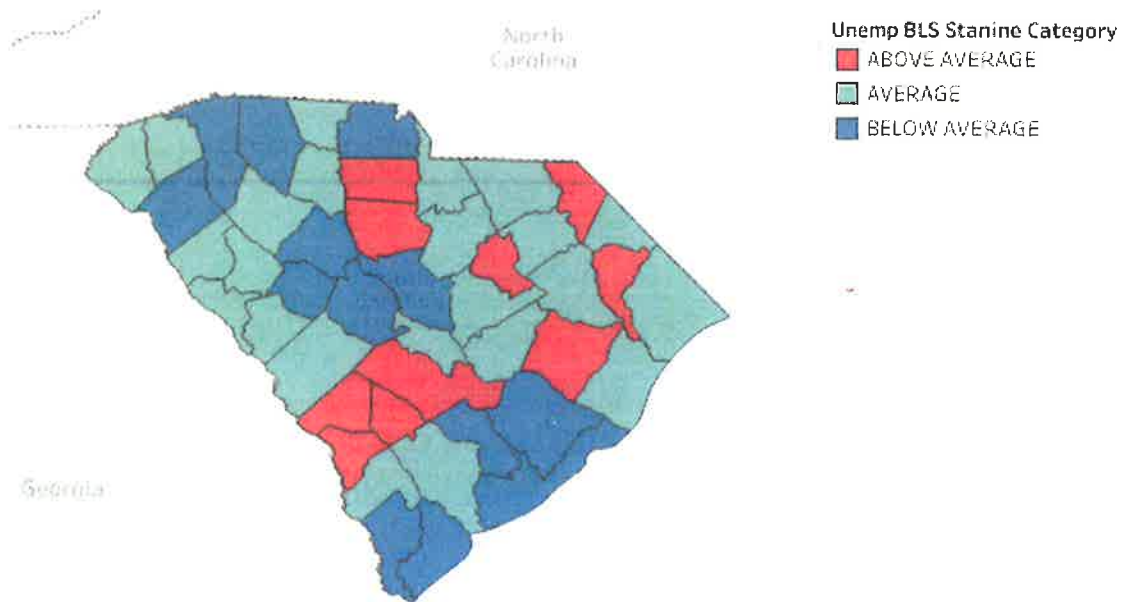 North
Carolina
Unemp BLS Stanine Category
ABOVE AVERAGE
AVERAGE
BELOW AVERAGE
Georgia